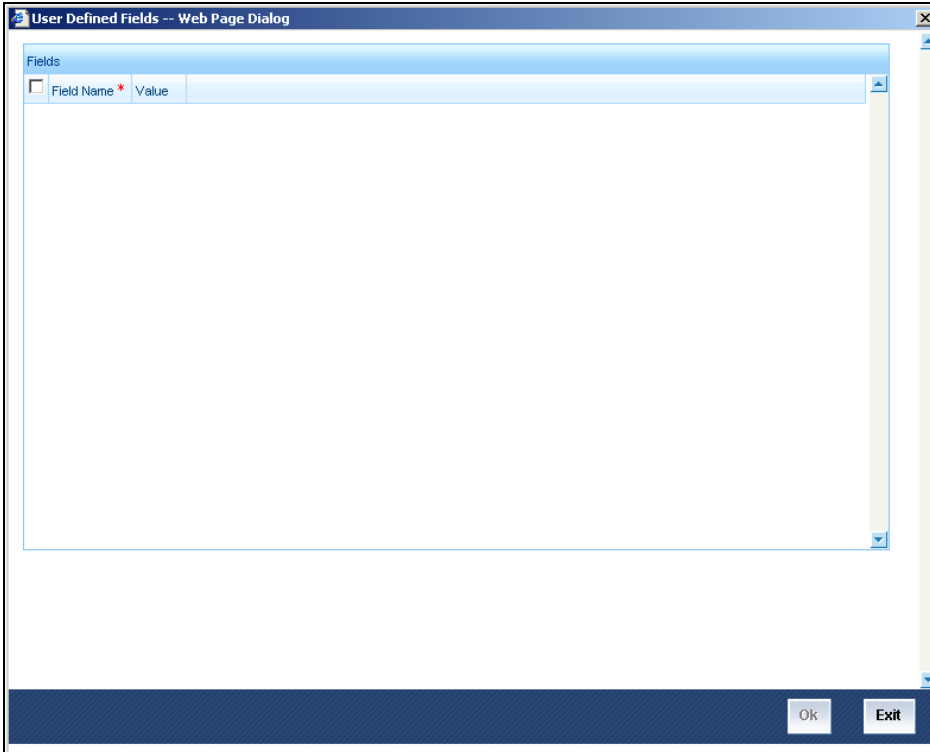 User Defined Fields -- Web Page Dialog
Fields
Field Name * Value
Ok Exit